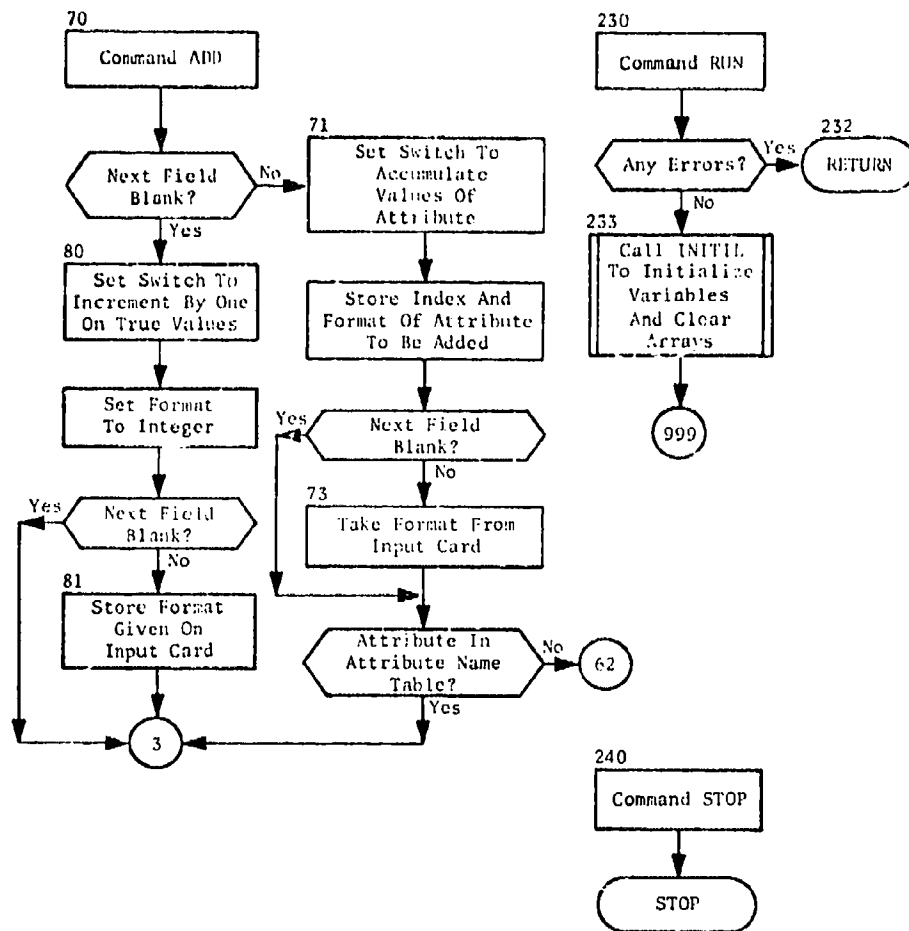 70
Command ADD
Next Field
Blank?
No
Yes
80
Set Switch To
Increment By One
On True Values
Set Format
To Integer
Next Field
Blank?
Yes
No
81
Store Format
Given On
Input Card
3
71
Set Switch To
Accumulate
Values Of
Attribute
Store Index And
Format Of Attribute
To Be Added
Next Field
Blank?
Yes
No
73
Take Format From
Input Card
Attribute In
Attribute Name
Table?
No
62
Yes
230
Command RUN
Any Errors?
Yes
232
RETURN
No
233
Call INITIL
To Initialize
Variables
And Clear
Arrays
999
240
Command STOP
STOP